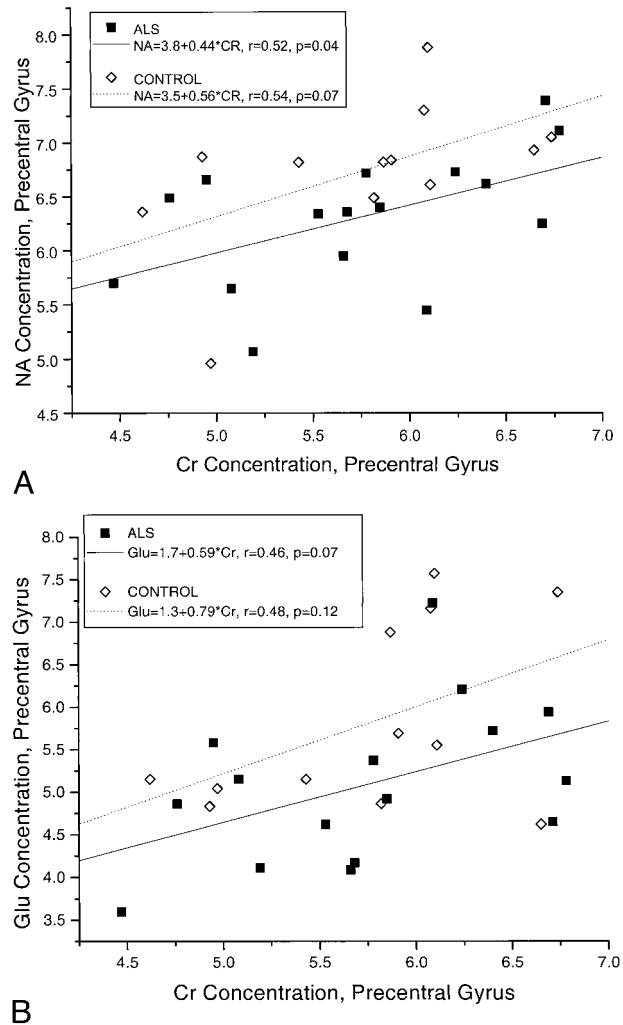 ALS
NA=3.8+0.44*CR, r=0.52, p=0.04
CONTROL
NA=3.5+0.56*CR, r=0.54, p=0.07
NA Concentration, Precentral Gyrus
8.0
7.5
7.0
6.5
6.0
5.5
5.0
4.5
4.5 5.0 5.5 6.0 6.5 7.0
Cr Concentration, Precentral Gyrus
A
ALS
Glu=1.7+0.59*Cr, r=0.46, p=0.07
CONTROL
Glu=1.3+0.79*Cr, r=0.48, p=0.12
Glu Concentration, Precentral Gyrus
8.0
7.5
7.0
6.5
6.0
5.5
5.0
4.5
4.0
3.5
4.5 5.0 5.5 6.0 6.5 7.0
Cr Concentration, Precentral Gyrus
B